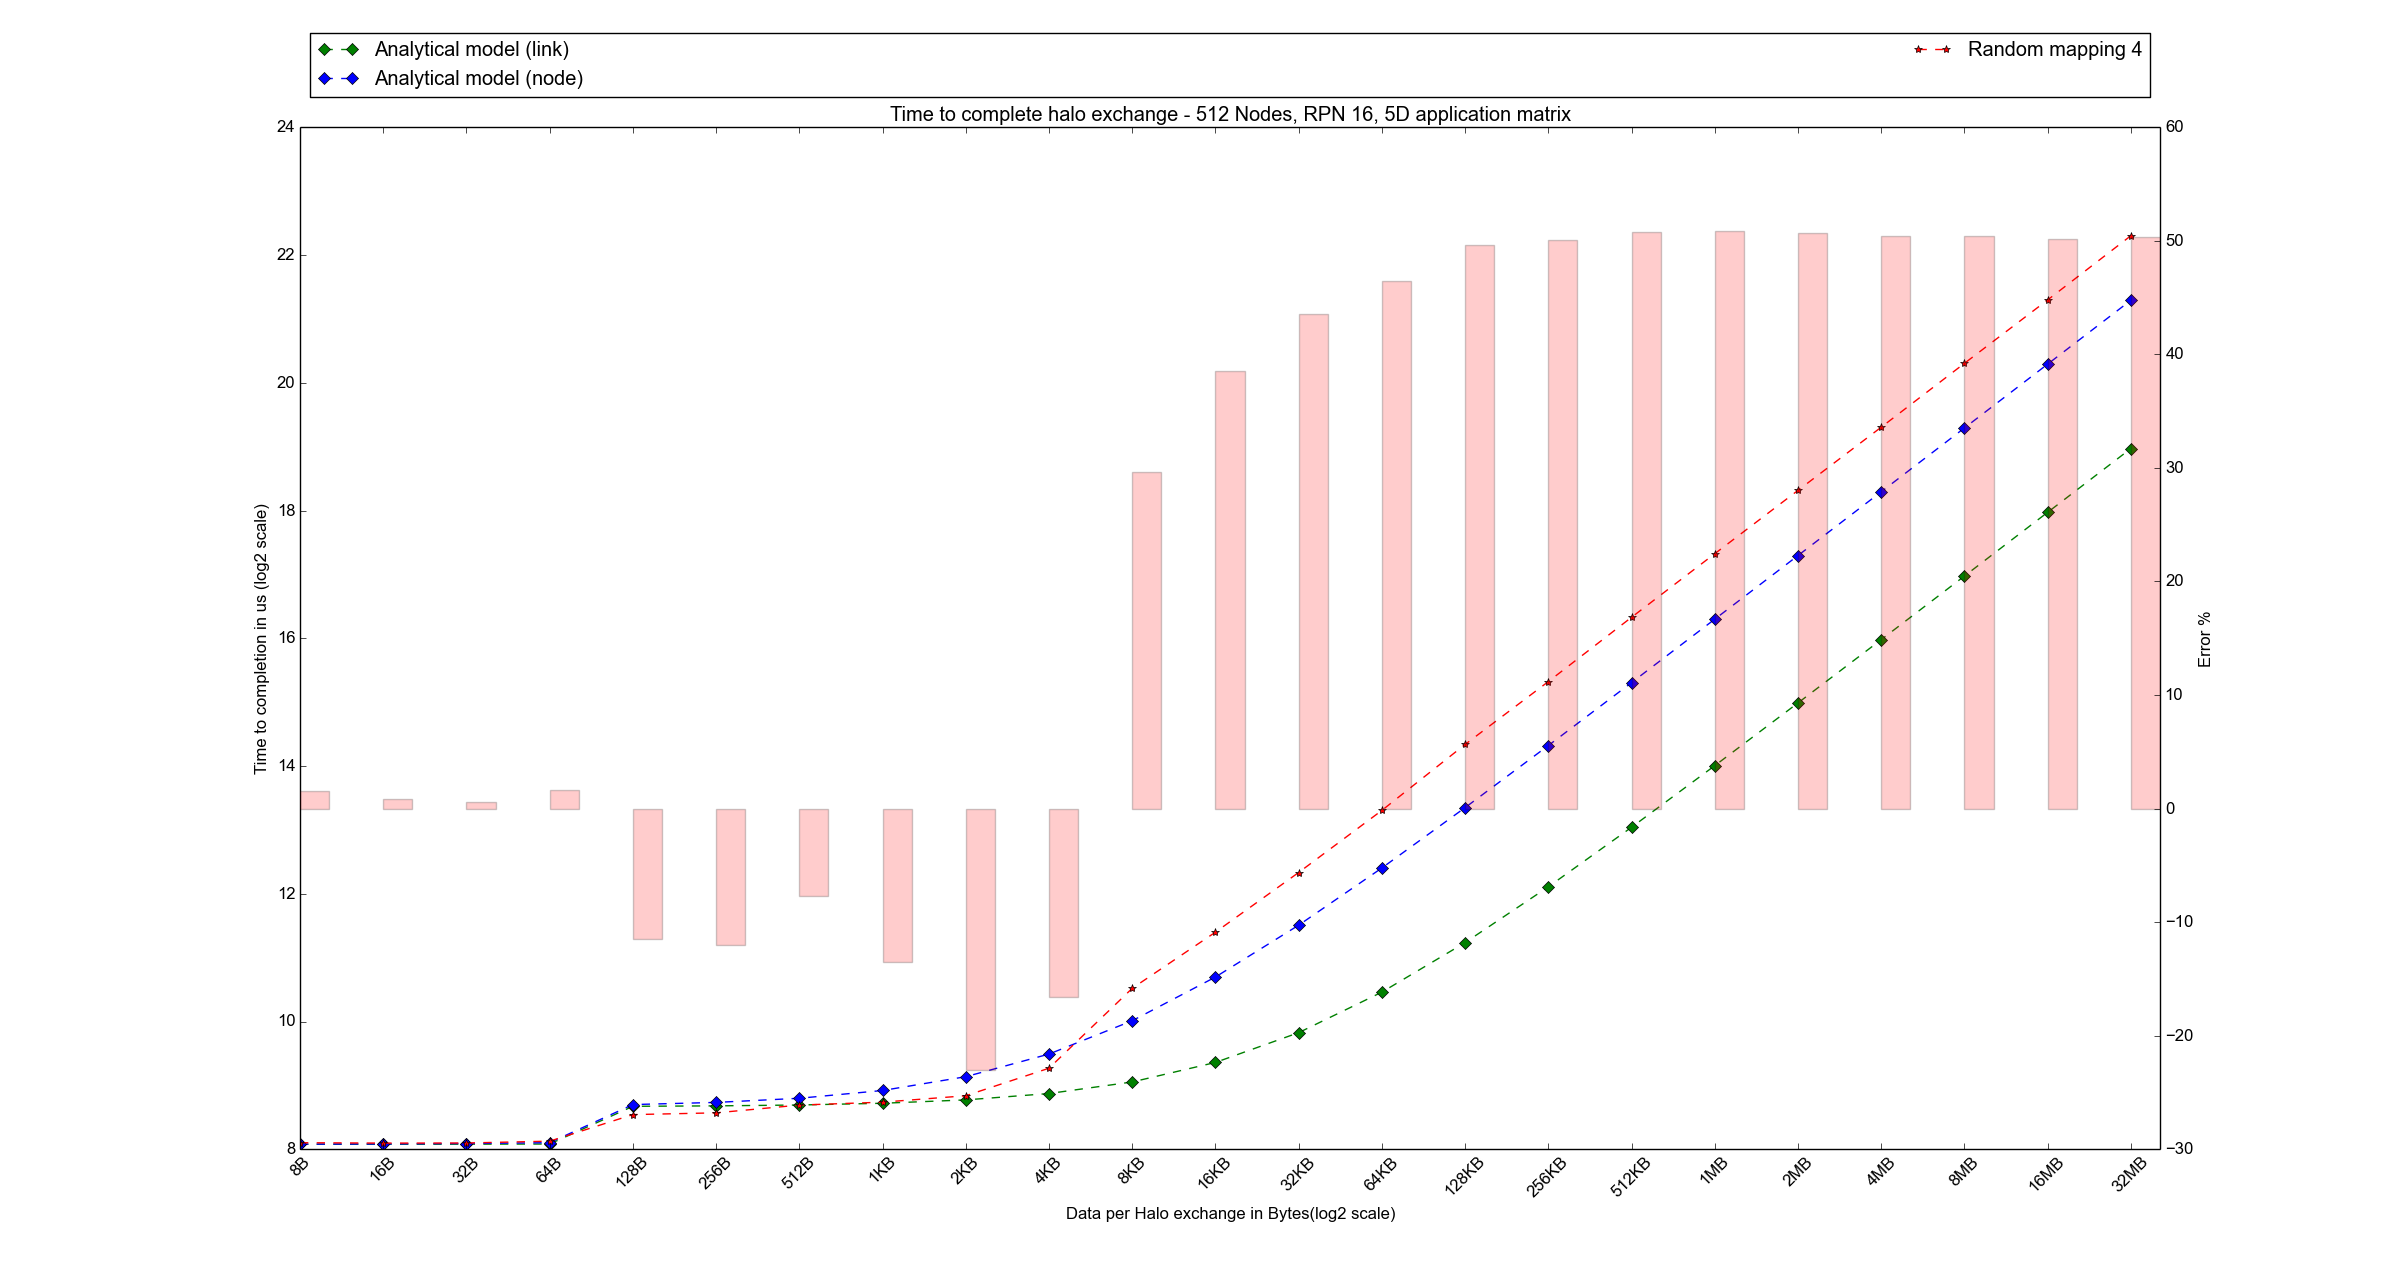 Analytical model (link)
Analytical model (node)
Random mapping 4
Time to complete halo exchange - 512 Nodes, RPN 16, 5D application matrix
Time to completion in us (log2 scale)
24
22
20
18
16
14
12
10
8
60
50
40
30
20
10
0
−10
−20
−30
Error %
8B
16B
32B
64B
128B
256B
512B
1KB
2KB
4KB
8KB
16KB
32KB
64KB
128KB
256KB
512KB
1MB
2MB
4MB
8MB
16MB
32MB
Data per Halo exchange in Bytes(log2 scale)